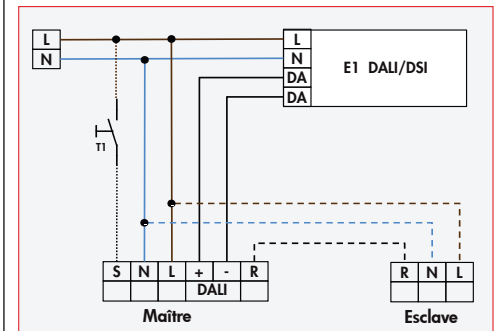 L
N
L
N
DA
DA
E1 DALI/DSI
T1
S N L + - R
DALI
Maître
R N L
Esclave